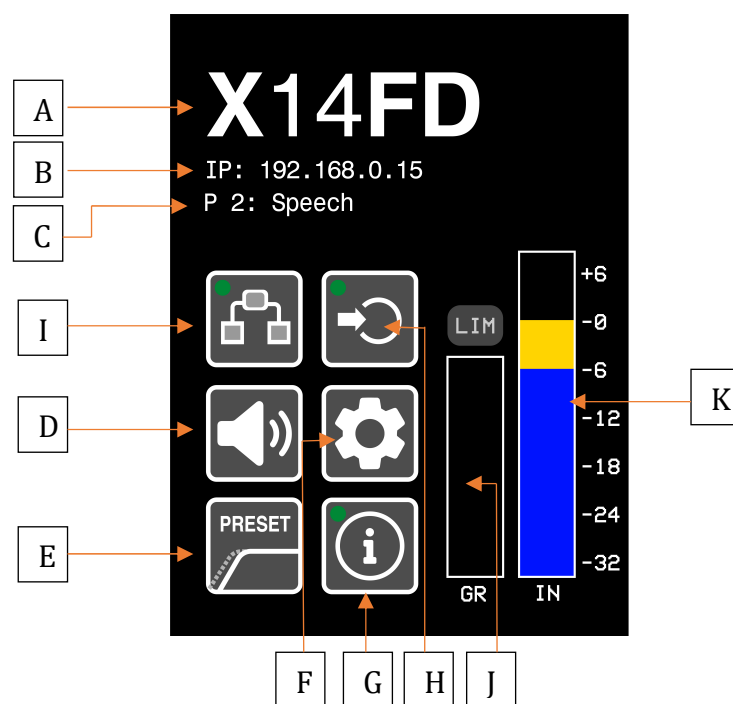 A
X14FD
B
IP: 192.168.0.15
C
P 2: Speech
I
LIM
+6
-0
-6
K
D
-12
-18
E
PRESET
i
-24
-32
GR
IN
F
G
H
J